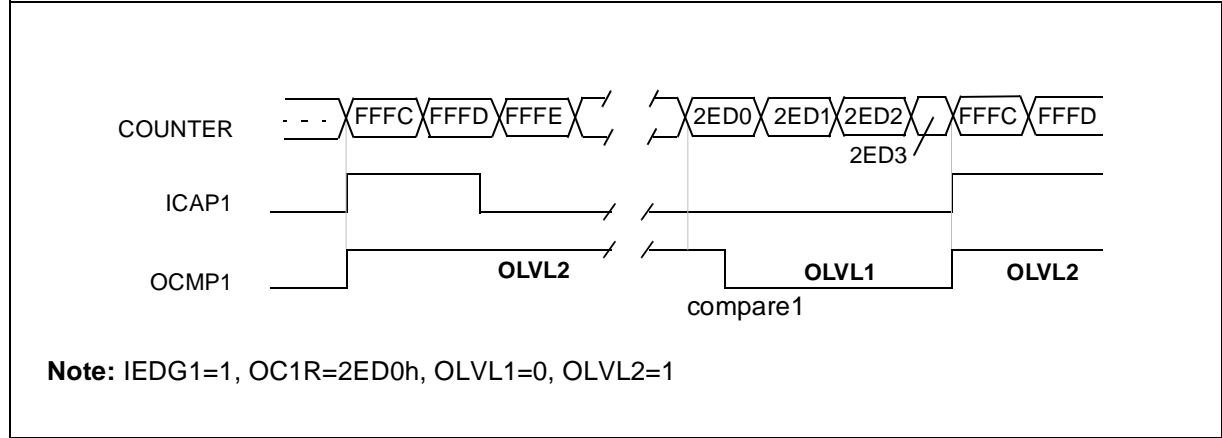 COUNTER - - - - FFFC FFFD FFFE 2ED0 2ED1 2ED2 FFFC FFFD
2ED3
ICAP1
OCMP1 OLVL2 OLVL1 OLVL2
compare1
Note: IEDG1=1, OC1R=2ED0h, OLVL1=0, OLVL2=1